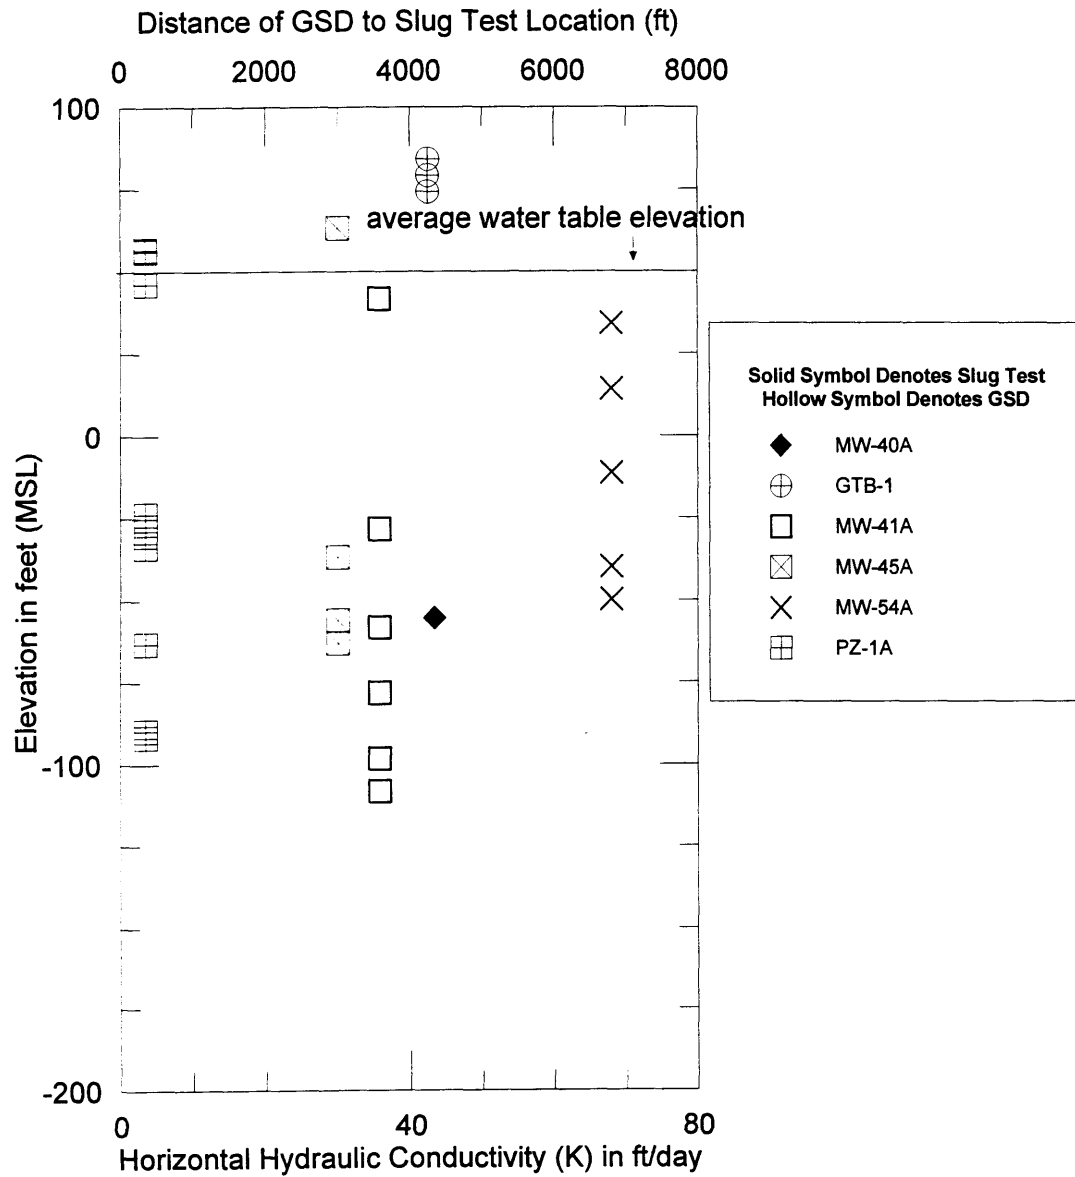 Distance of GSD to Slug Test Location (ft)
0 2000 4000 6000 8000
100
average water table elevation
Solid Symbol Denotes Slug Test
Hollow Symbol Denotes GSD
MW-40A
0
GTB-1
Elevation in feet (MSL)
MW-41A
MW-45A
MW-54A
PZ-1A
-100
-200
0 40 80
Horizontal Hydraulic Conductivity (K) in ft/day